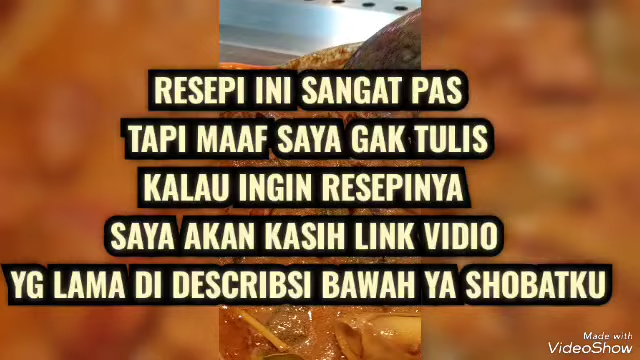 RESEPI INI SANGAT PAS
TAPI MAAF SAYA GAK TULIS
KALAU INGIN RESEPINYA
SAYA AKAN KASIH LINK VIDIO
YG LAMA DI DESCRIBSI BAWAH YA SHOBATKU
Made with
VideoShow